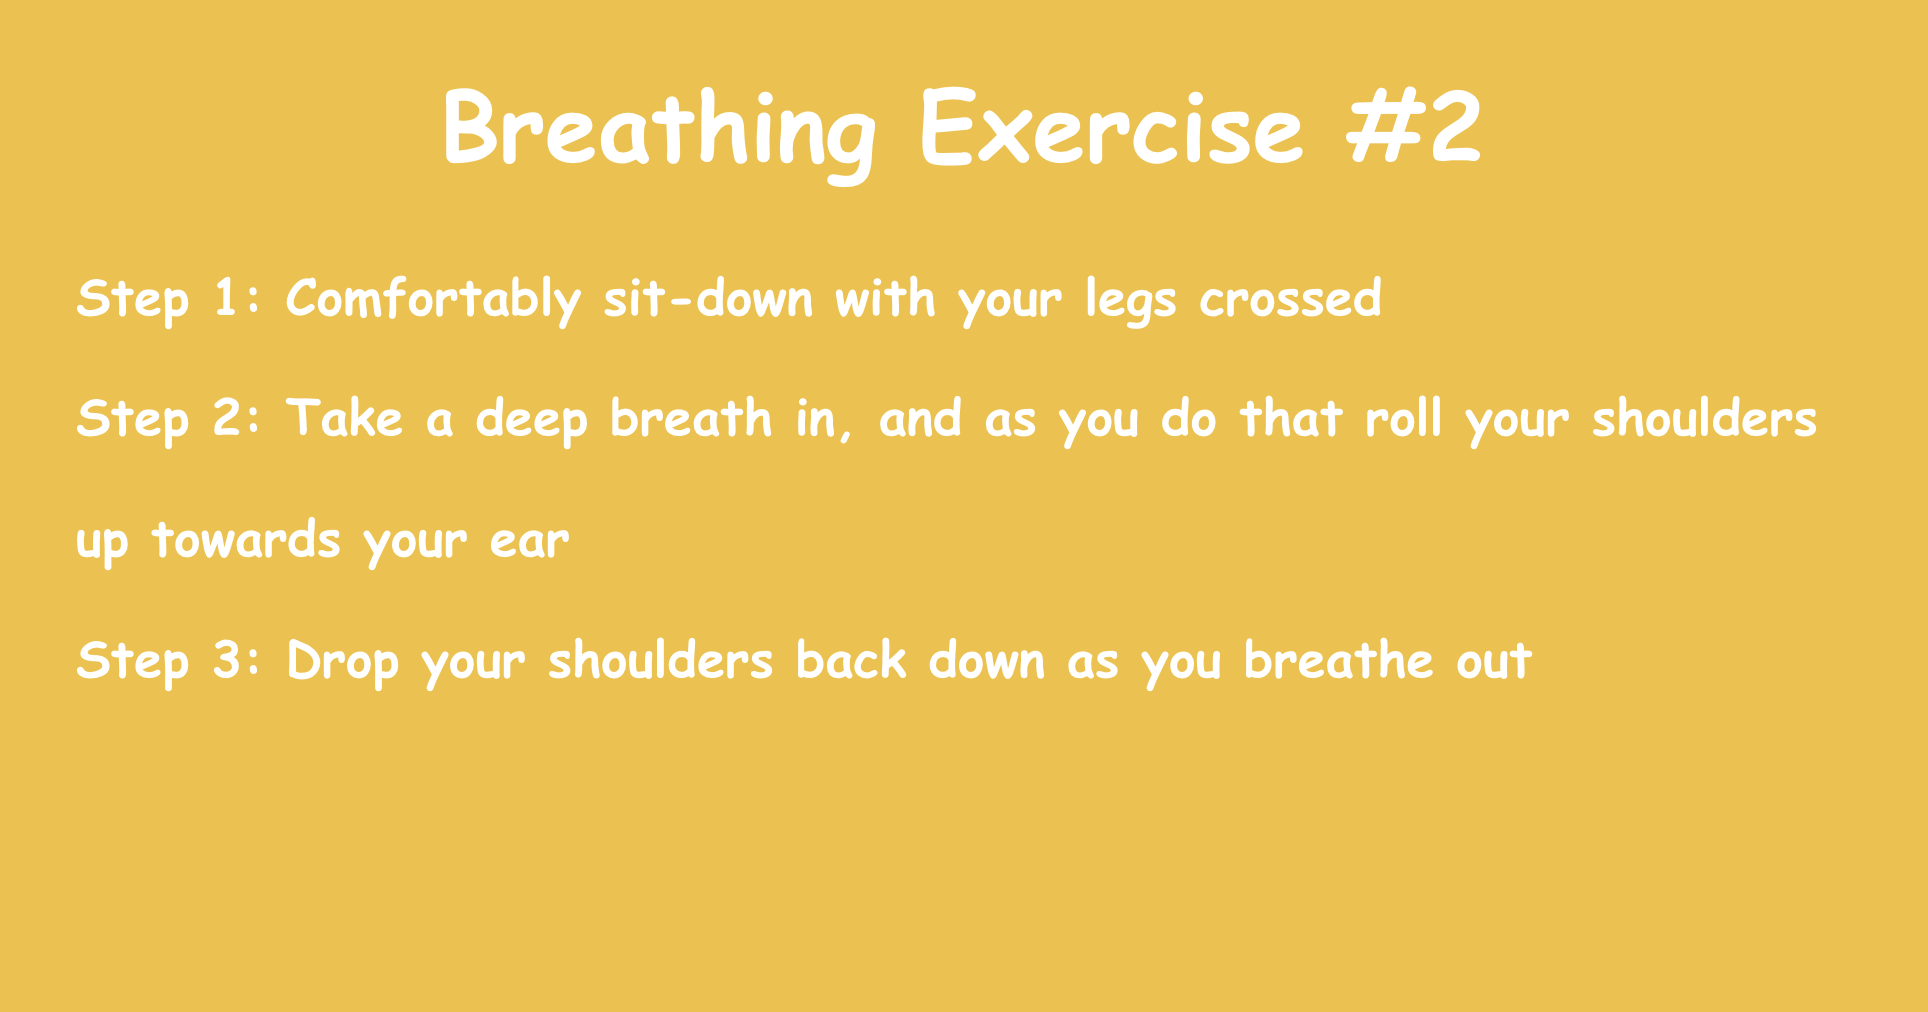 Breathing Exercise #2
Step 1: Comfortably sit-down with your legs crossed
Step 2: Take a deep breath in, and as you do that roll your shoulders
up towards your ear
Step 3: Drop your shoulders back down as you breathe out